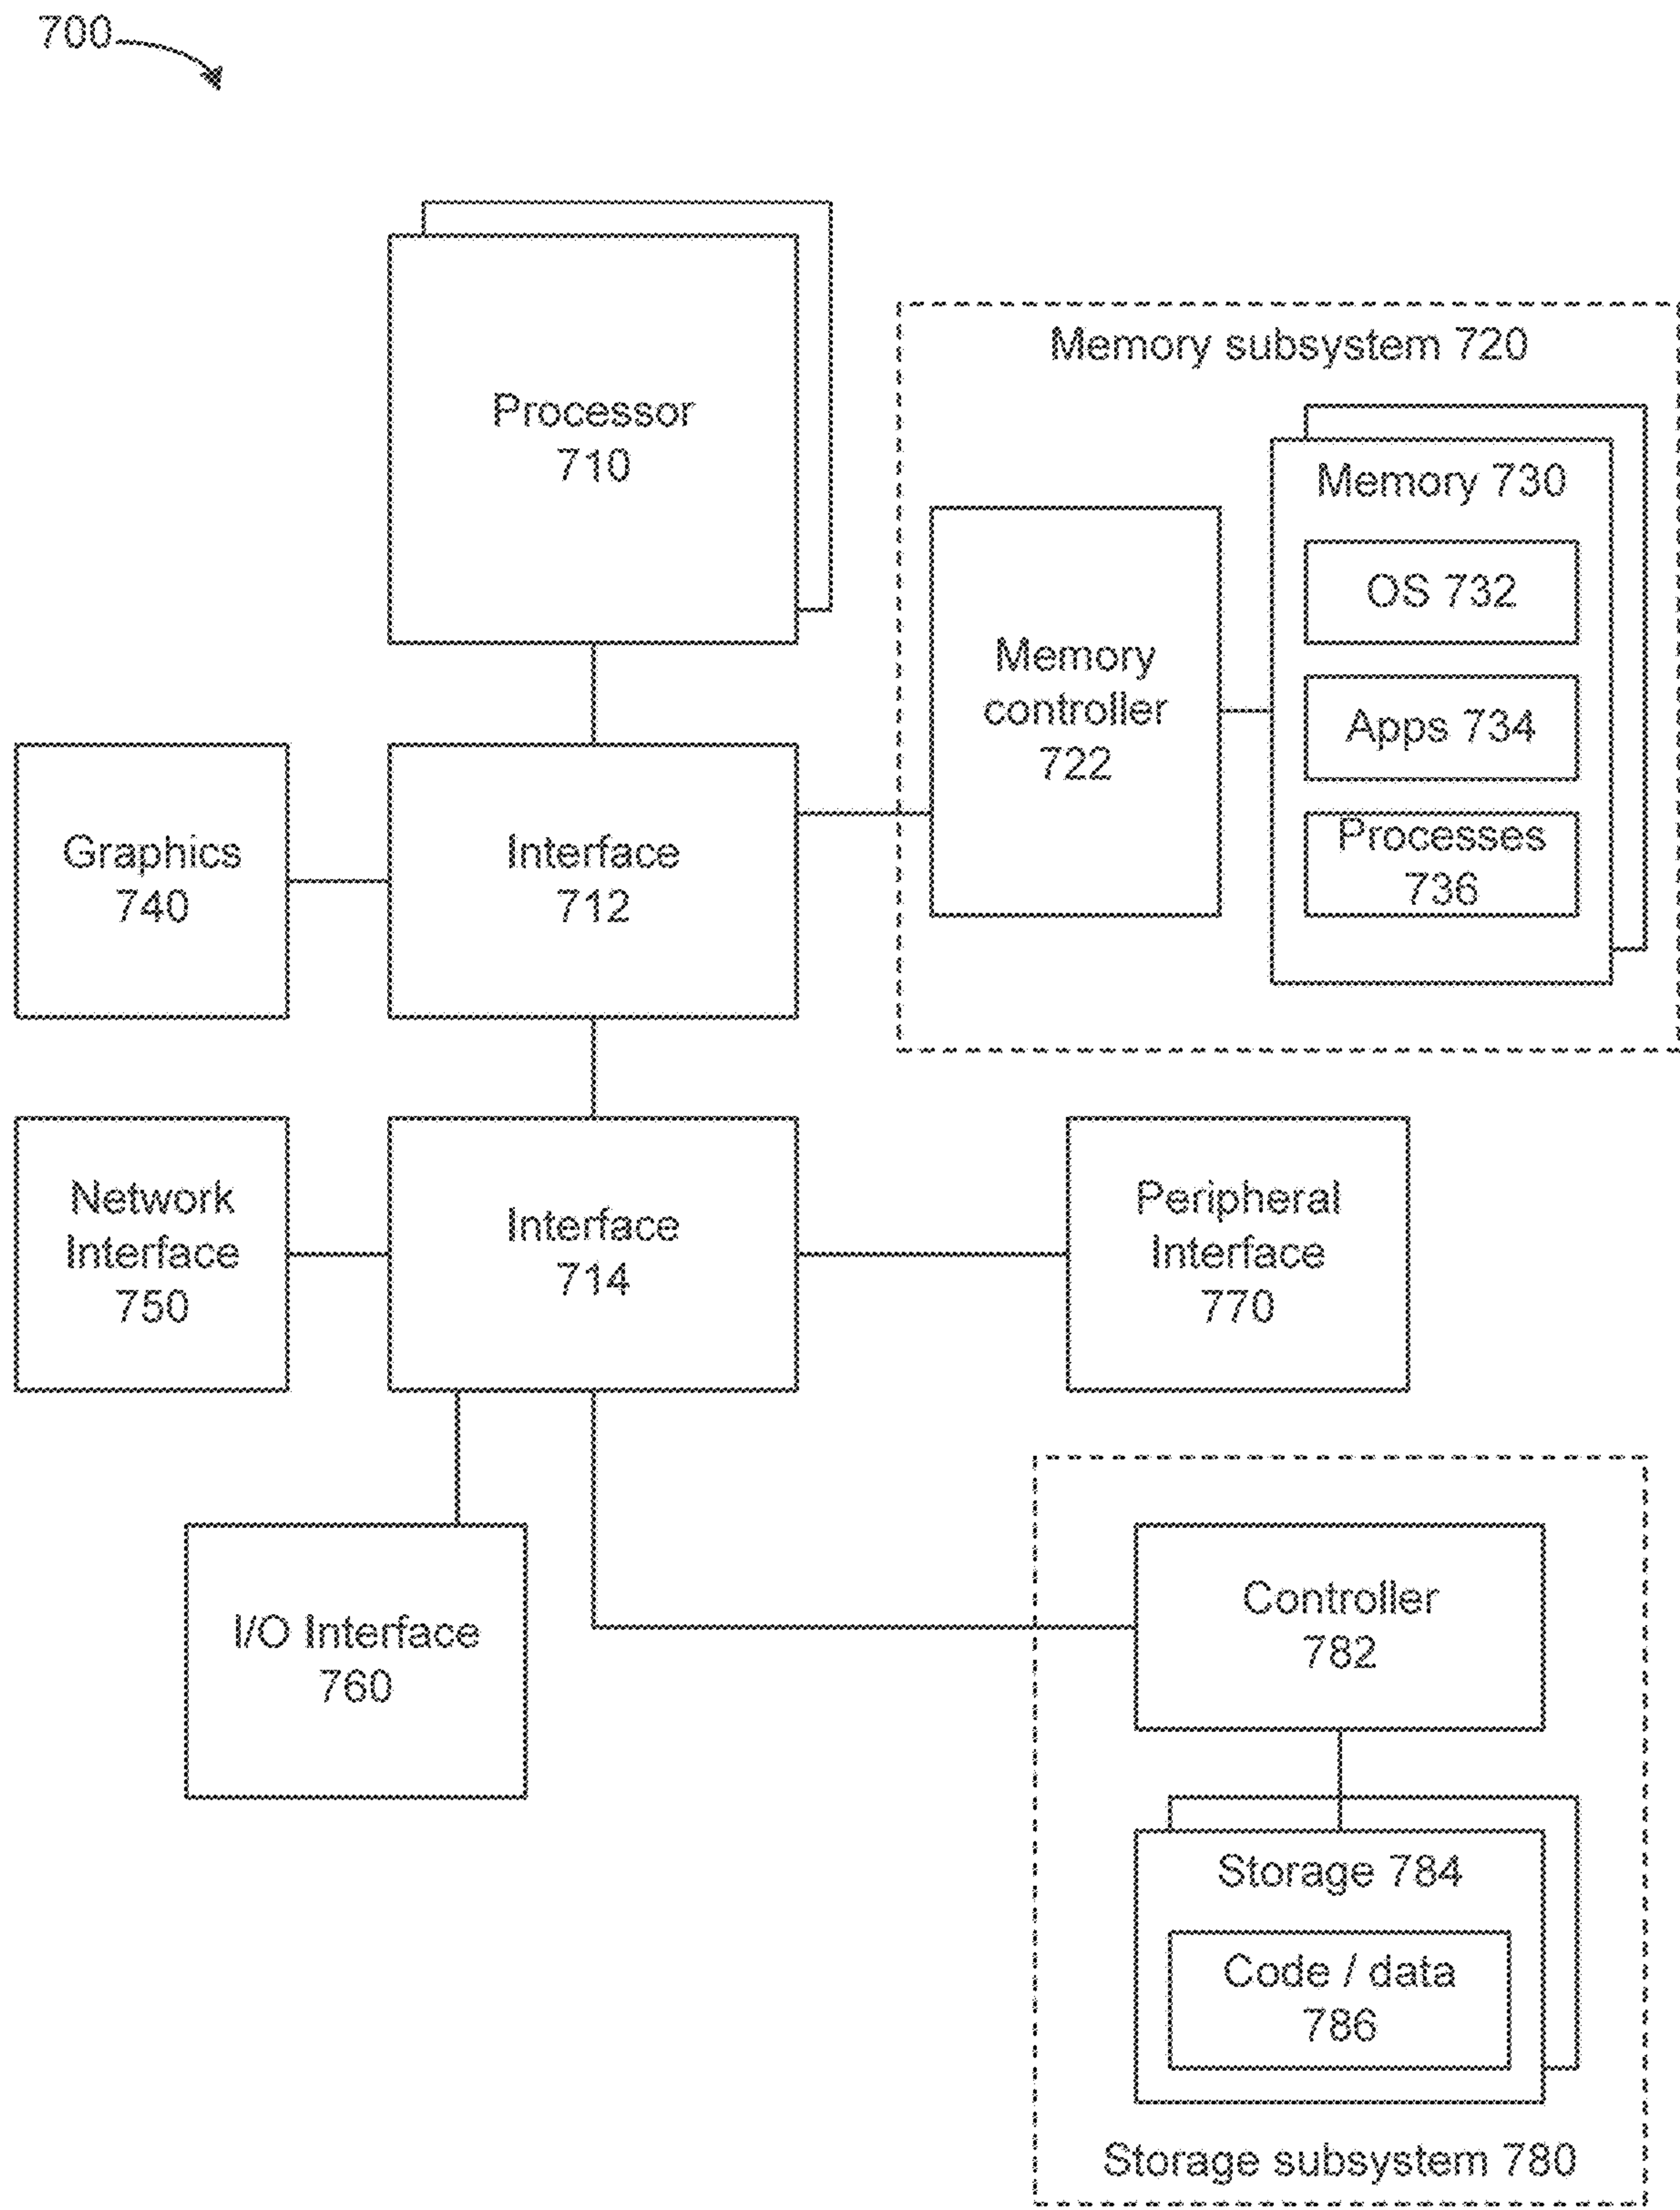 700
Processor
710
Memory subsystem 720
Memory 730
OS 732
Apps 734
Processes
736
Memory
controller
722
Graphics
740
Interface
712
Network
Interface
750
Interface
714
Peripheral
Interface
770
I/O Interface
760
Controller
782
Storage 784
Code / data
786
Storage subsystem 780